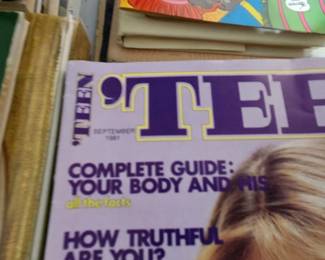 'TEEN
'TEE
SEPTEMBER
1981
COMPLETE GUIDE:
YOUR BODY AND HIS
all the facts
HOW TRUTHFUL
ARE YOU?